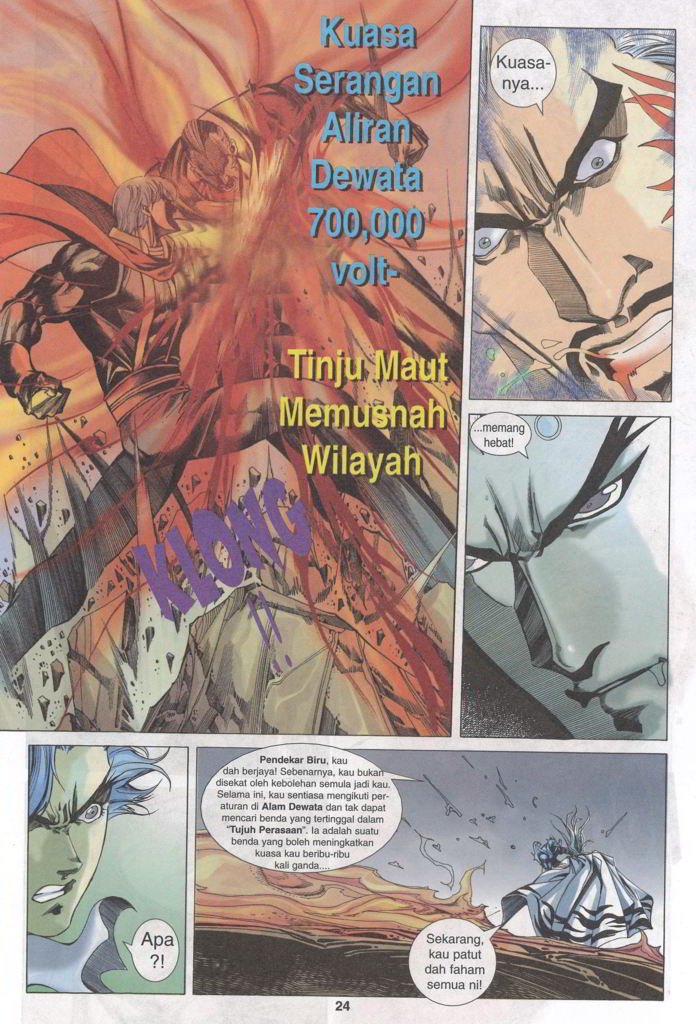 Kuasa
Serangan
Aliran
Dewata
700,000
volt-
Tinju Maut
Memusnah
Wilayah
KLONG!!
Kuasa-
nya...
...memang
hebat!
Apa
?!
Pendekar Biru, kau
dah berjaya! Sebenarnya, kau bukan
disekat oleh kebolehan semula jadi kau.
Selama ini, kau sentiasa mengikuti per-
aturan di Alam Dewata dan tak dapat
mencari benda yang tertinggal dalam
"Tujuh Perasaan". Ia adalah suatu
benda yang boleh meningkatkan
kuasa kau beribu-ribu
kali ganda....
Sekarang,
kau patut
dah faham
semua ni!
24